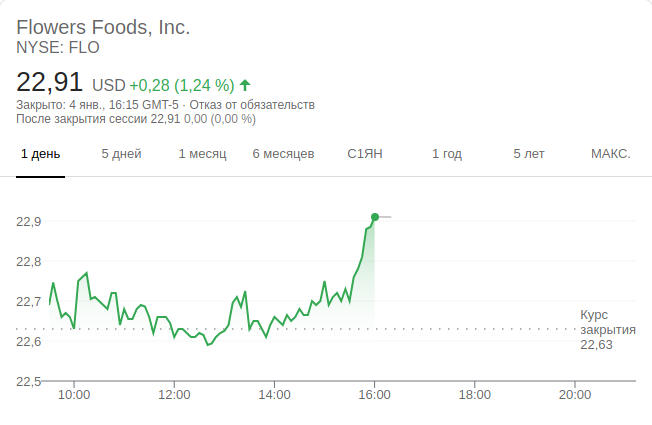 Flowers Foods, Inc.
NYSE: FLO
22,91 USD +0,28 (1,24 %)
Закрыто: 4 янв., 16:15 GMT-5 · Отказ от обязательств
После закрытия сессии 22,91 0,00 (0,00 %)
1 день 5 дней 1 месяц 6 месяцев С1ЯН 1 год 5 лет МАКС.
22,9
22,8
22,7
Курс
закрытия
22,63
22,6
22,5
10:00 12:00 14:00 16:00 18:00 20:00